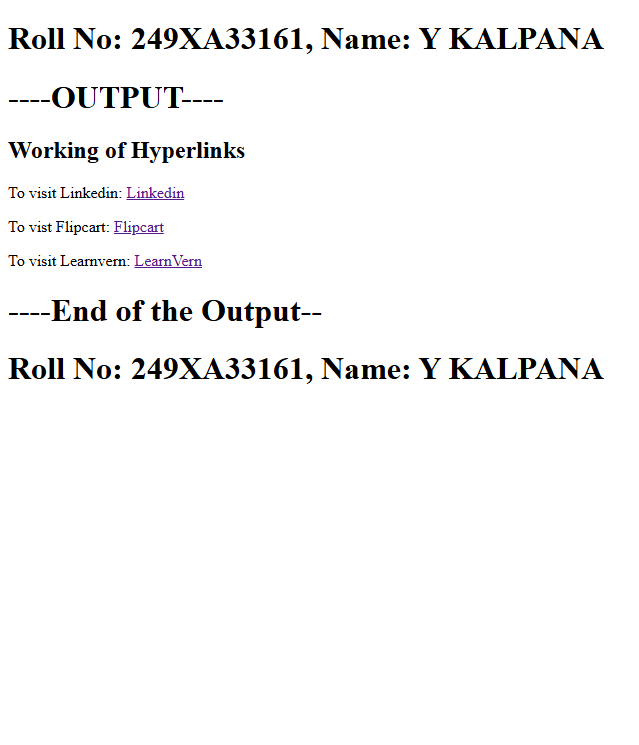 Roll No: 249XA33161, Name: Y KALPANA
----OUTPUT----
Working of Hyperlinks
To visit Linkedin: Linkedin
To vist Flipcart: Flipcart
To visit Learnvern: LearnVern
----End of the Output--
Roll No: 249XA33161, Name: Y KALPANA